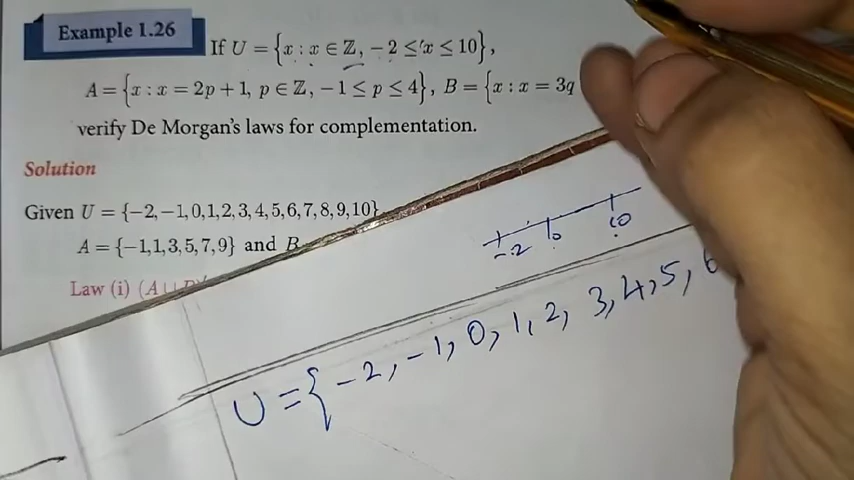 Example 1.26
If U = {x : x ∈ ℤ, −2 ≤ x ≤ 10},
A = {x : x = 2p + 1, p ∈ ℤ, −1 ≤ p ≤ 4}, B = {x : x = 3q
verify De Morgan's laws for complementation.
Solution
Given U = {−2,−1,0,1,2,3,4,5,6,7,8,9,10}
A = {−1,1,3,5,7,9} and B
Law (i) (A ∪
-2 0 10
U = {-2, -1, 0, 1, 2, 3, 4, 5, 6